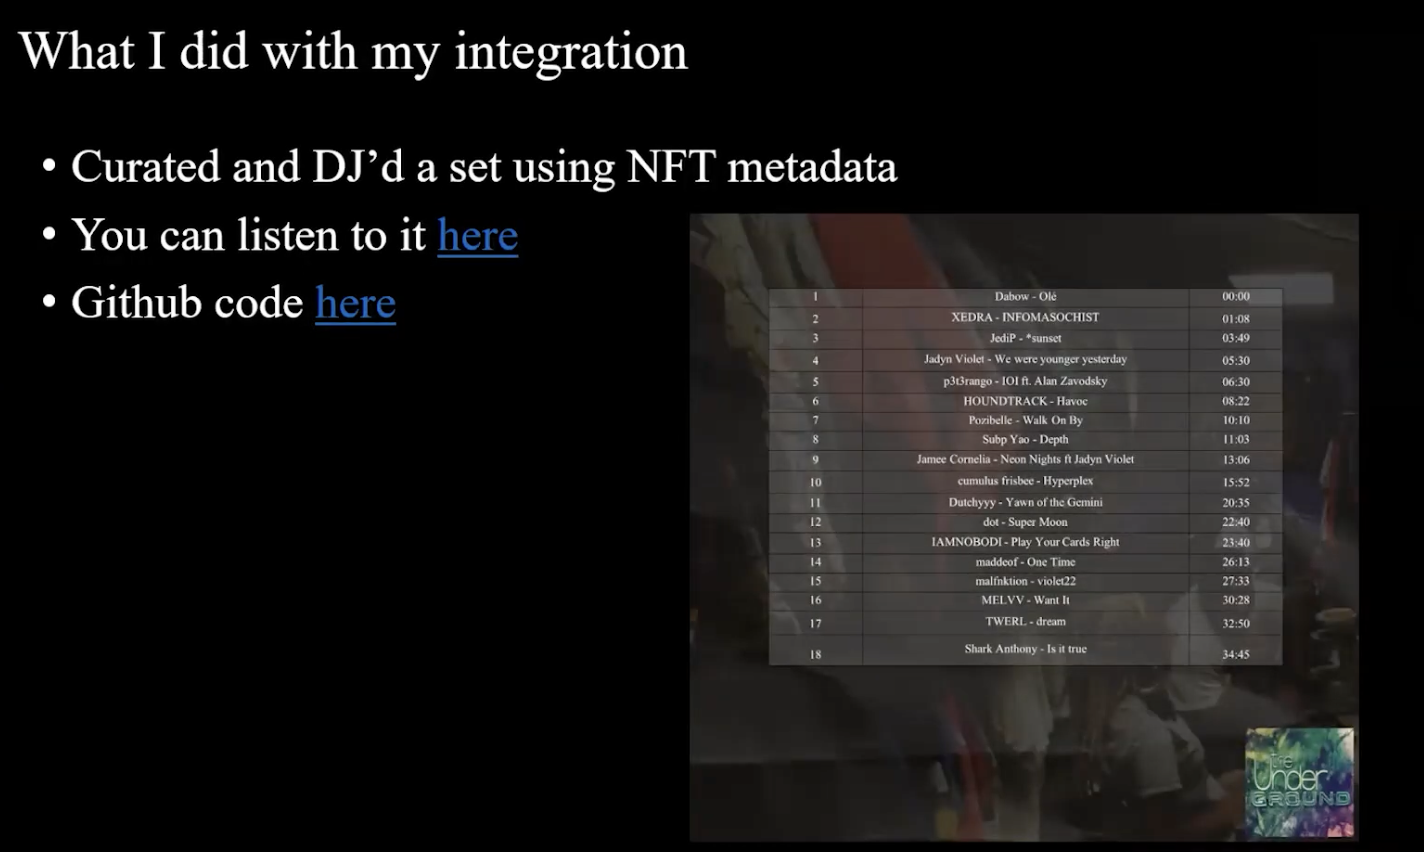 What I did with my integration
• Curated and DJ’d a set using NFT metadata
• You can listen to it here
• Github code here
1 Dabow - Olé 00:00
2 XEDRA - INFOMASOCHIST 01:08
3 JediP - *sunset 03:49
4 Jadyn Violet - We were younger yesterday 05:30
5 p3t3rango - IOI ft. Alan Zavodsky 06:30
6 HOUNDTRACK - Havoc 08:22
7 Pozibelle - Walk On By 10:10
8 Subp Yao - Depth 11:03
9 Jamee Cornelia - Neon Nights ft Jadyn Violet 13:06
10 cumulus frisbee - Hyperplex 15:52
11 Dutchyyy - Yawn of the Gemini 20:35
12 dot - Super Moon 22:40
13 IAMNOBODI - Play Your Cards Right 23:40
14 maddeof - One Time 26:13
15 malfnktion - violet22 27:33
16 MELVV - Want It 30:28
17 TWERL - dream 32:50
18 Shark Anthony - Is it true 34:45
the
Under
GROUND